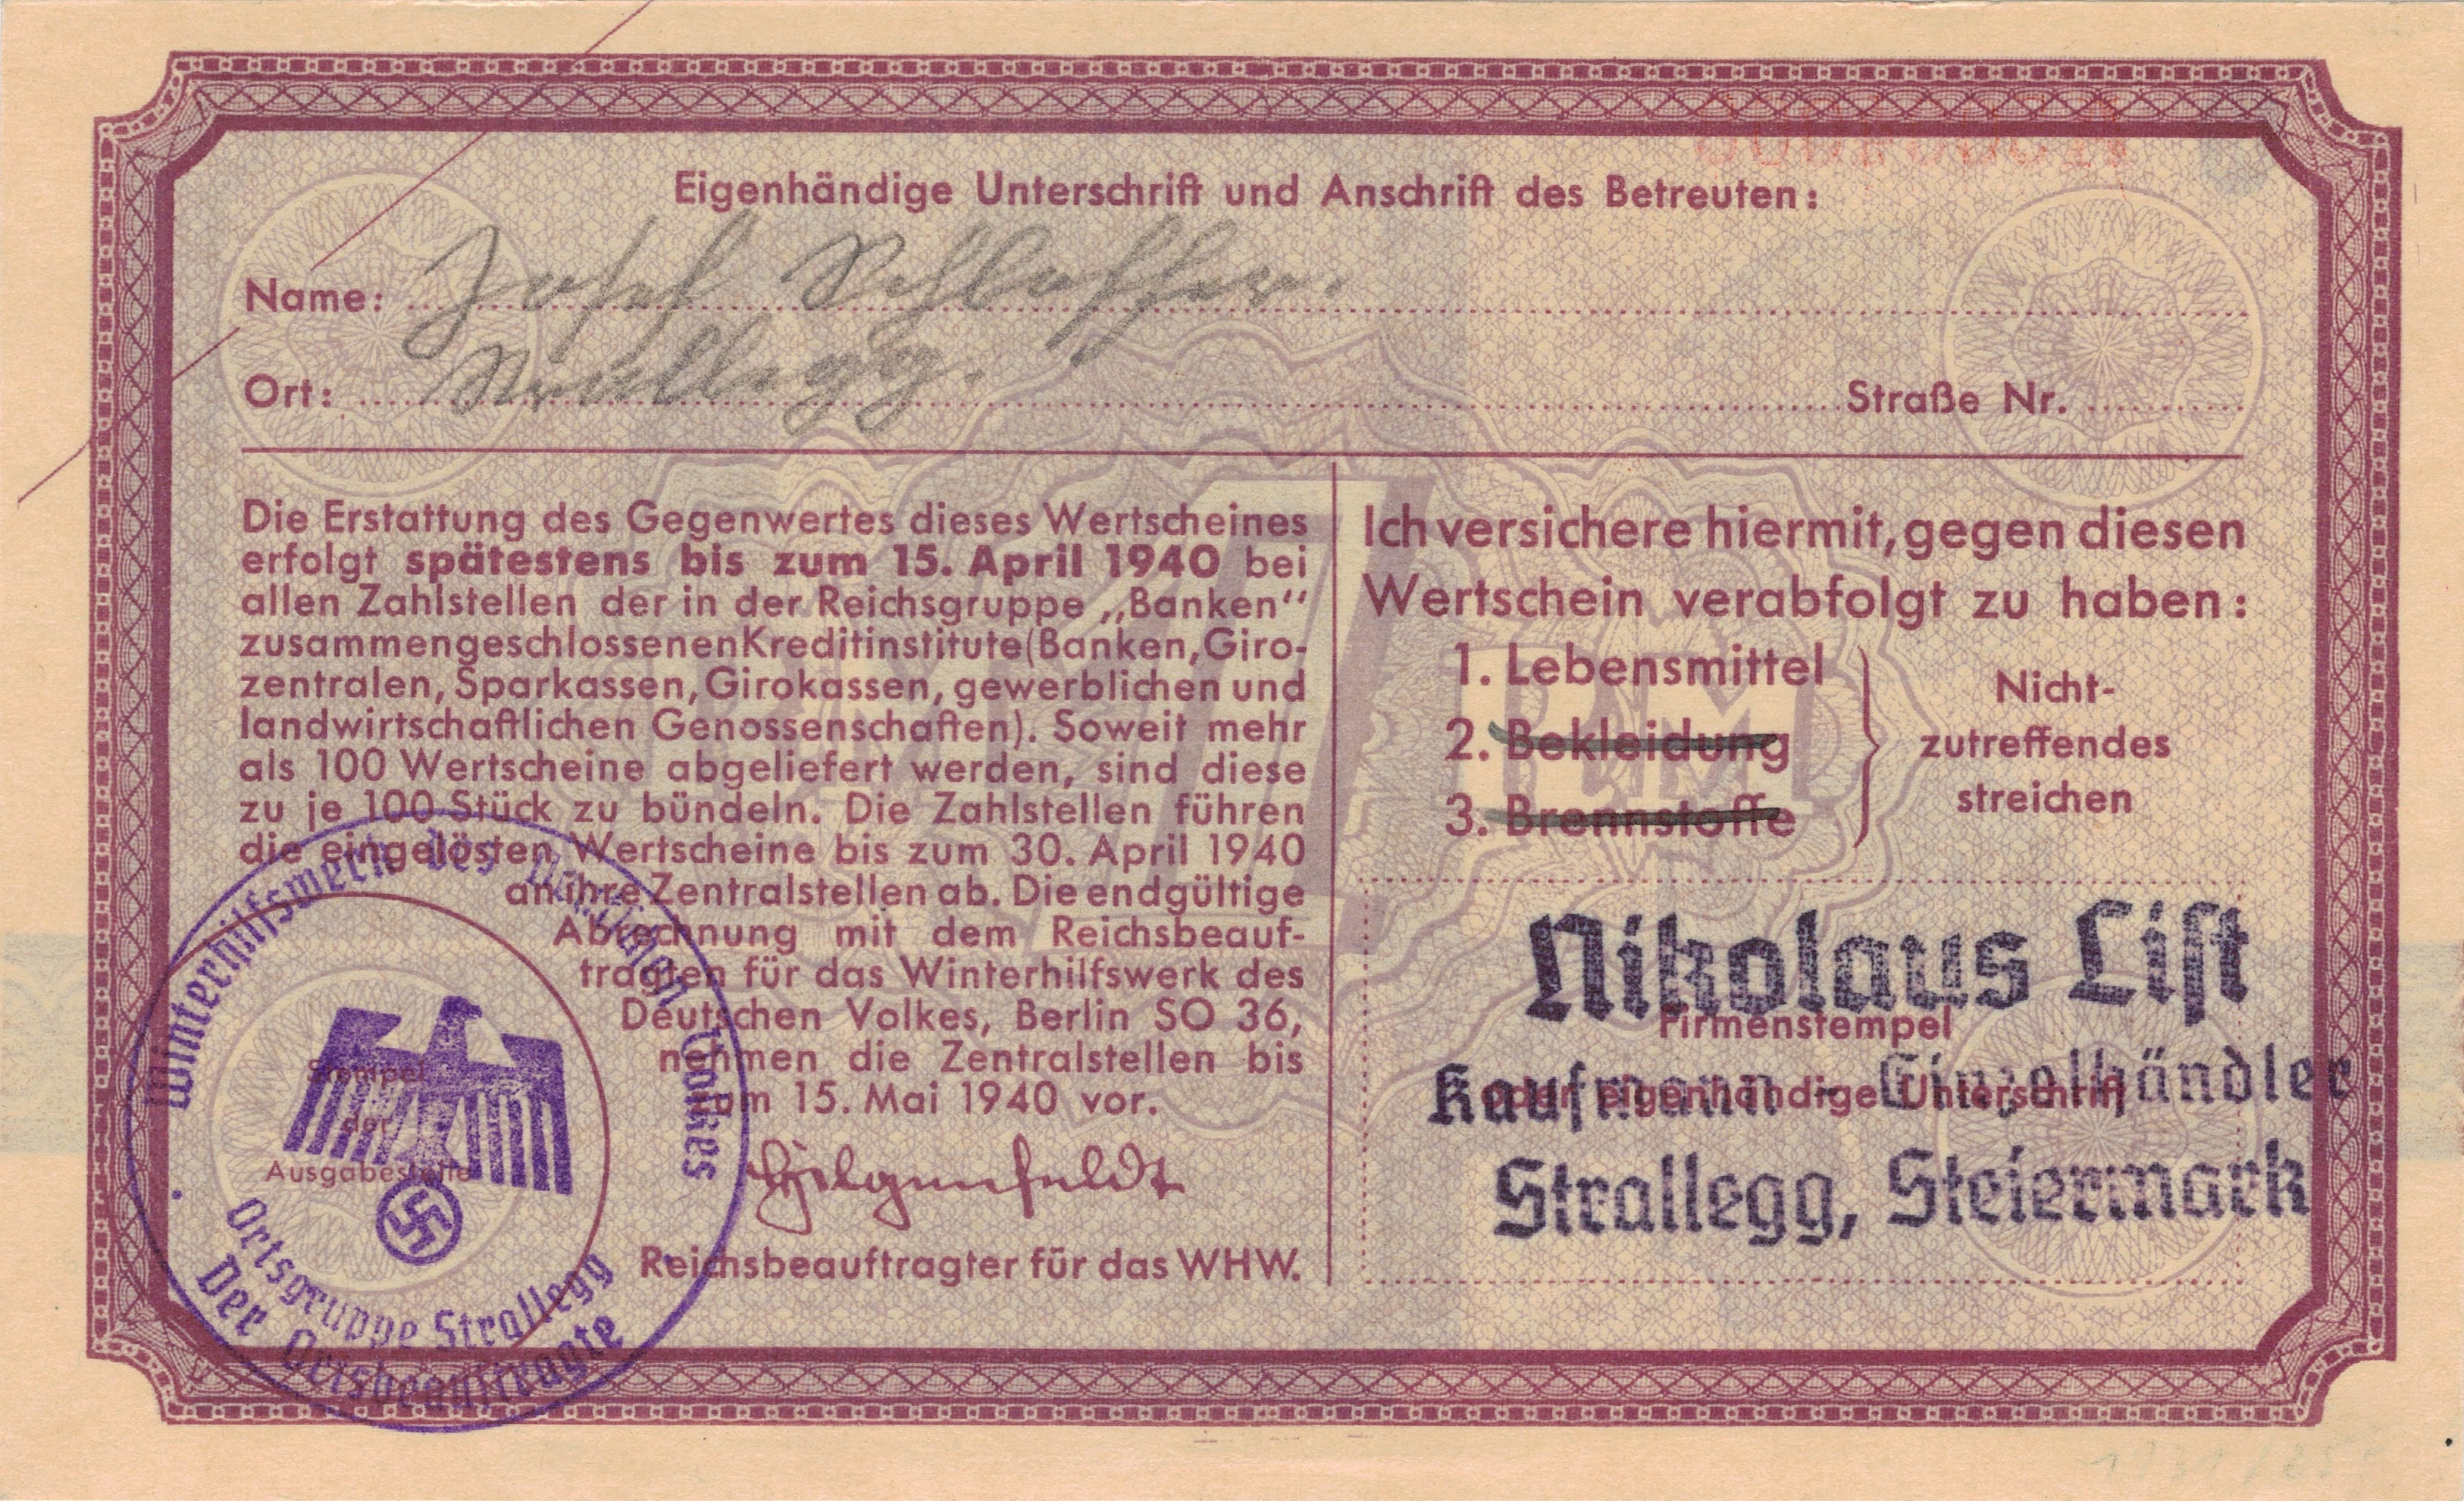 Eigenhändige Unterschrift und Anschrift des Betreuten:
Name: Josef Schloffer.
Ort: Strallegg. Straße Nr.
Die Erstattung des Gegenwertes dieses Wertscheines
erfolgt spätestens bis zum 15. April 1940 bei
allen Zahlstellen der in der Reichsgruppe „Banken“
zusammengeschlossenen Kreditinstitute (Banken, Giro-
zentralen, Sparkassen, Girokassen, gewerblichen und
landwirtschaftlichen Genossenschaften). Soweit mehr
als 100 Wertscheine abgeliefert werden, sind diese
zu je 100 Stück zu bündeln. Die Zahlstellen führen
die eingelösten Wertscheine bis zum 30. April 1940
an ihre Zentralstellen ab. Die endgültige
Abrechnung mit dem Reichsbeauf-
tragten für das Winterhilfswerk des
Deutschen Volkes, Berlin SO 36,
nehmen die Zentralstellen bis
zum 15. Mai 1940 vor.
Hilgenfeldt
Reichsbeauftragter für das WHW.
Winterhilfswerk des Deutschen Volkes
Stempel
der
Ausgabestelle
Ortsgruppe Strallegg
Der Ortsbeauftragte
Ich versichere hiermit, gegen diesen
Wertschein verabfolgt zu haben:
1. Lebensmittel
2. Bekleidung
3. Brennstoffe
Nicht-
zutreffendes
streichen
Nikolaus List
Firmenstempel
Kaufmann - Einzelhändler
oder eigenhändige Unterschrift
Strallegg, Steiermark
1 RM